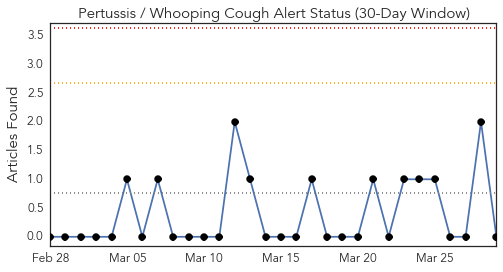 Pertussis / Whooping Cough Alert Status (30-Day Window)
Articles Found
3.5
3.0
2.5
2.0
1.5
1.0
0.5
0.0
Feb 28
Mar 05
Mar 10
Mar 15
Mar 20
Mar 25